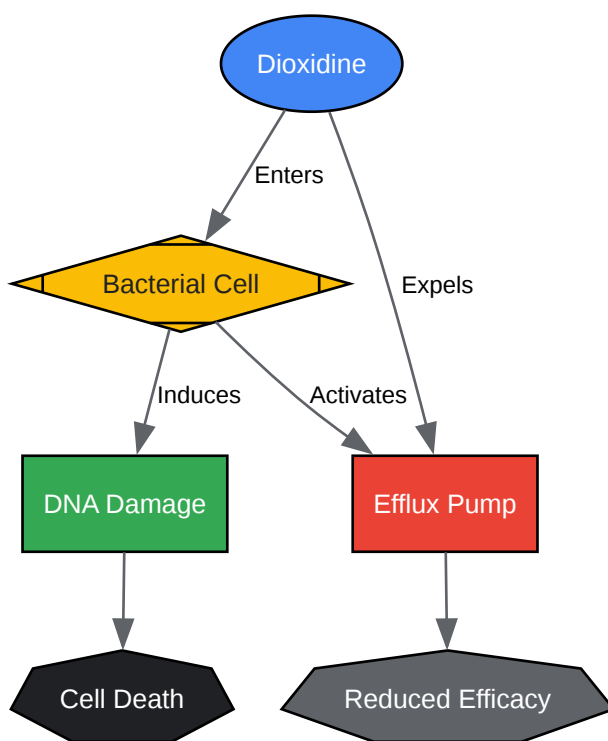 Dioxidine
Enters
Bacterial Cell
Expels
Induces
Activates
DNA Damage
Efflux Pump
Cell Death
Reduced Efficacy